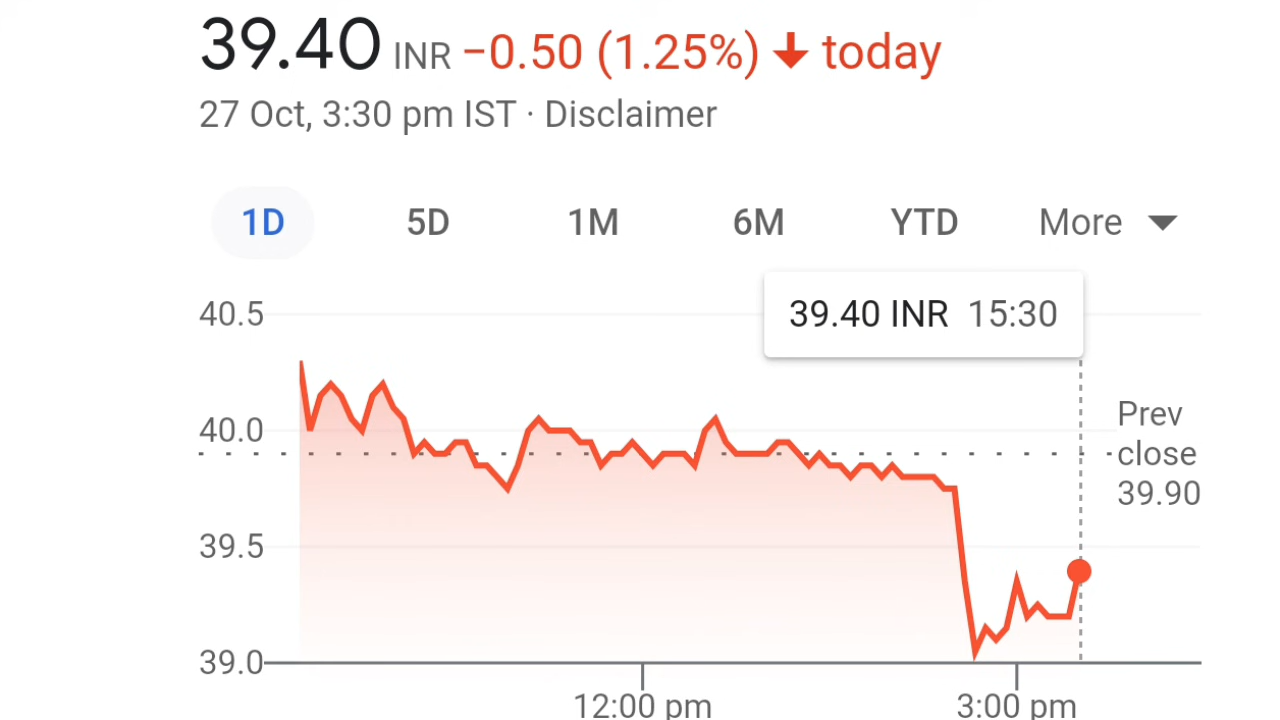 39.40 INR −0.50 (1.25%) ↓ today
27 Oct, 3:30 pm IST · Disclaimer
1D 5D 1M 6M YTD More
39.40 INR 15:30
40.5
40.0
39.5
39.0
Prev
close
39.90
12:00 pm 3:00 pm